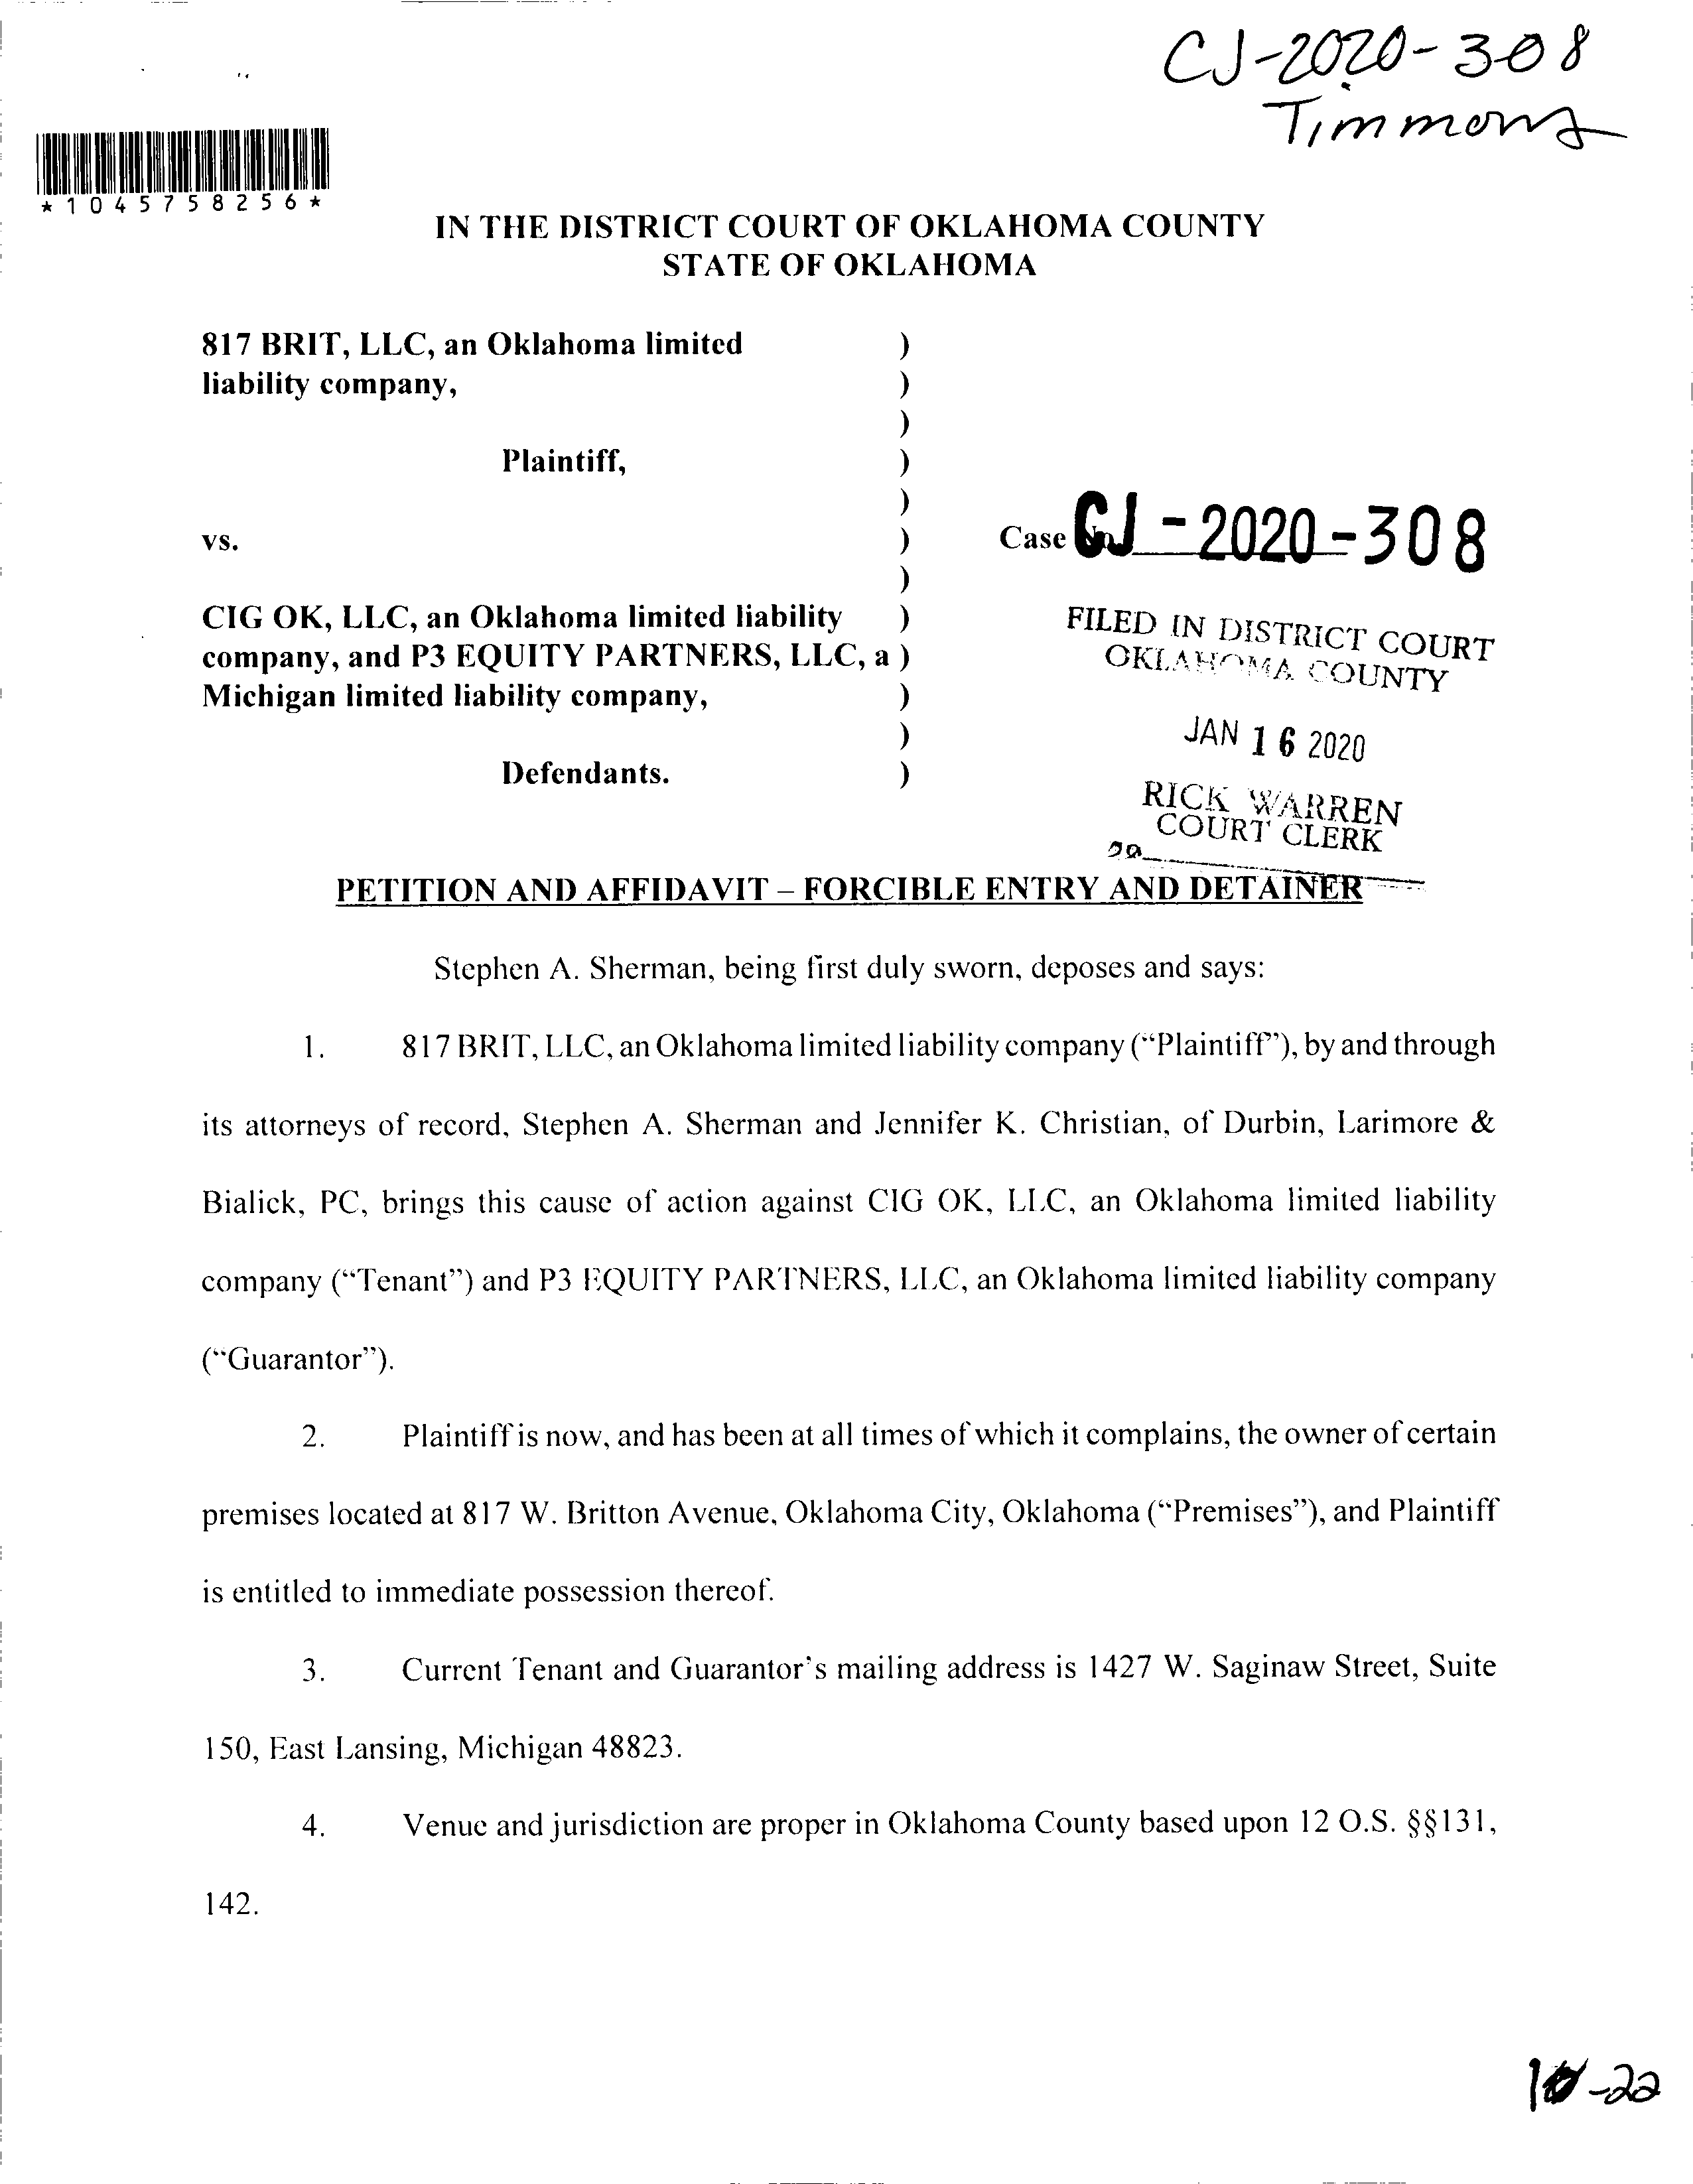 CJ-2020-308
Timmons
*1045758256*
IN THE DISTRICT COURT OF OKLAHOMA COUNTY
STATE OF OKLAHOMA
817 BRIT, LLC, an Oklahoma limited )
liability company, )
)
Plaintiff, )
)
vs. ) Case No. CJ - 2020 - 308
)
CIG OK, LLC, an Oklahoma limited liability )
company, and P3 EQUITY PARTNERS, LLC, a )
Michigan limited liability company, )
)
Defendants. )
FILED IN DISTRICT COURT
OKLAHOMA COUNTY
JAN 16 2020
RICK WARREN
COURT CLERK
PETITION AND AFFIDAVIT – FORCIBLE ENTRY AND DETAINER
Stephen A. Sherman, being first duly sworn, deposes and says:
1. 817 BRIT, LLC, an Oklahoma limited liability company (“Plaintiff”), by and through
its attorneys of record, Stephen A. Sherman and Jennifer K. Christian, of Durbin, Larimore &
Bialick, PC, brings this cause of action against CIG OK, LLC, an Oklahoma limited liability
company (“Tenant”) and P3 EQUITY PARTNERS, LLC, an Oklahoma limited liability company
(“Guarantor”).
2. Plaintiff is now, and has been at all times of which it complains, the owner of certain
premises located at 817 W. Britton Avenue, Oklahoma City, Oklahoma (“Premises”), and Plaintiff
is entitled to immediate possession thereof.
3. Current Tenant and Guarantor’s mailing address is 1427 W. Saginaw Street, Suite
150, East Lansing, Michigan 48823.
4. Venue and jurisdiction are proper in Oklahoma County based upon 12 O.S. §§131,
142.